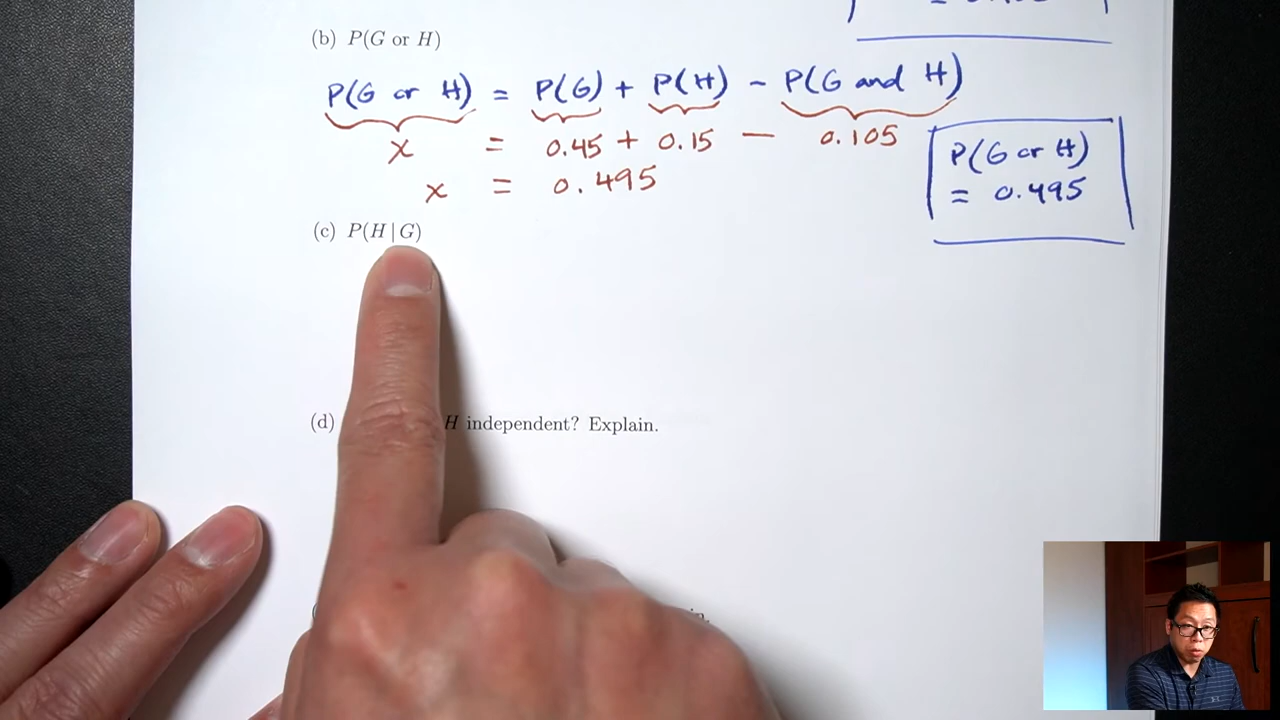 (b) P(G or H)
P(G or H) = P(G) + P(H) - P(G and H)
x = 0.45 + 0.15 - 0.105
x = 0.495
P(G or H)
= 0.495
(c) P(H | G)
(d) H independent? Explain.